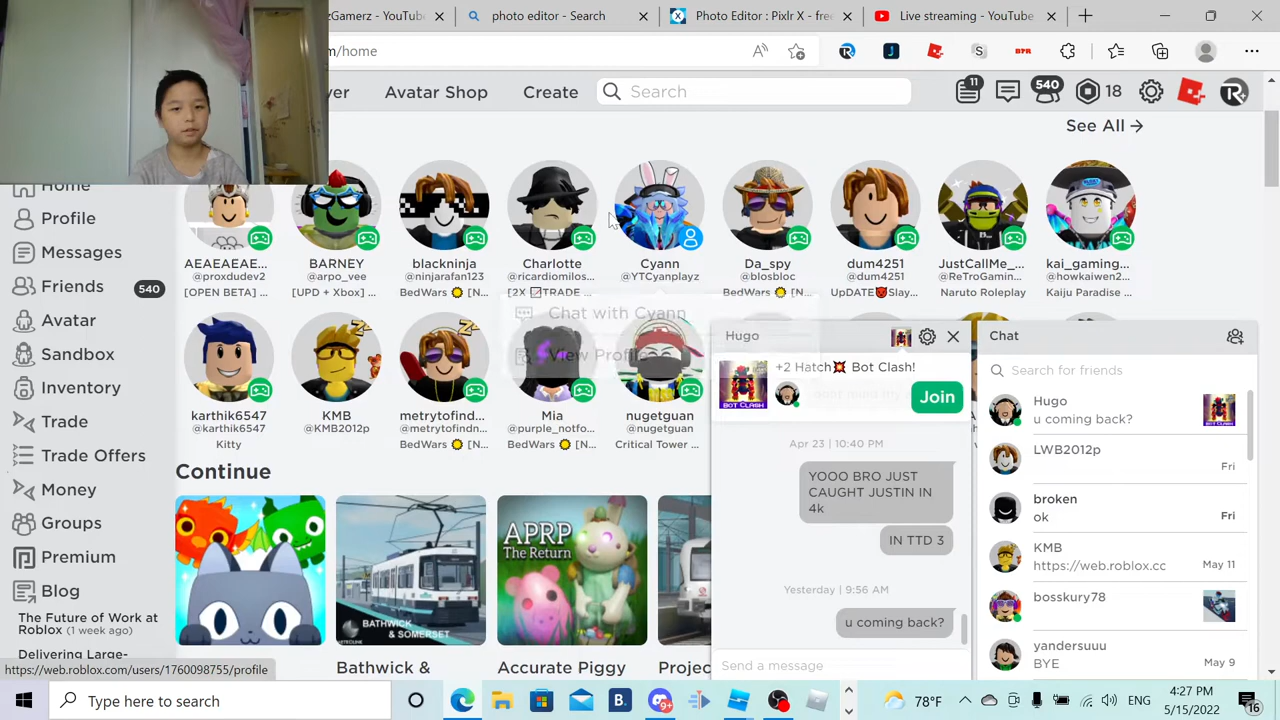 zGamerz - YouTube
photo editor - Search
Photo Editor : Pixlr X - free
Live streaming - YouTube
m/home
Avatar Shop
Create
Search
11
540
18
See All →
Home
Profile
Messages
Friends
540
Avatar
Sandbox
Inventory
Trade
Trade Offers
Money
Groups
Premium
Blog
The Future of Work at
Roblox (1 week ago)
Delivering Large-
AEAEAEAE...
@proxdudev2
[OPEN BETA] ...
BARNEY
@arpo_vee
[UPD + Xbox] ...
blackninja
@ninjarafan123
BedWars [N...
Charlotte
@ricardiomilos...
[2X TRADE ...
Cyann
@YTCyanplayz
Da_spy
@blosbloc
BedWars [N...
dum4251
@dum4251
UpDATE Slay...
JustCallMe_...
@ReTroGamin...
Naruto Roleplay
kai_gaming...
@howkaiwen2...
Kaiju Paradise ...
Chat with Cyann
View Profile
karthik6547
@karthik6547
Kitty
KMB
@KMB2012p
metrytofind...
@metrytofindn...
BedWars [N...
Mia
@purple_notfo...
BedWars [N...
nugetguan
@nugetguan
Critical Tower ...
Continue
BATHWICK
& SOMERSET
APRP
The Return
Bathwick &
Accurate Piggy
Projec
Hugo
+2 Hatch Bot Clash!
BOT CLASH
Join
Apr 23 | 10:40 PM
YOOO BRO JUST
CAUGHT JUSTIN IN
4k
IN TTD 3
Yesterday | 9:56 AM
u coming back?
Send a message
Chat
Search for friends
Hugo
u coming back?
LWB2012p
Fri
broken
ok
Fri
KMB
https://web.roblox.cc
May 11
bosskury78
yandersuuu
BYE
May 9
https://web.roblox.com/users/1760098755/profile
Type here to search
78°F
ENG
4:27 PM
5/15/2022
16